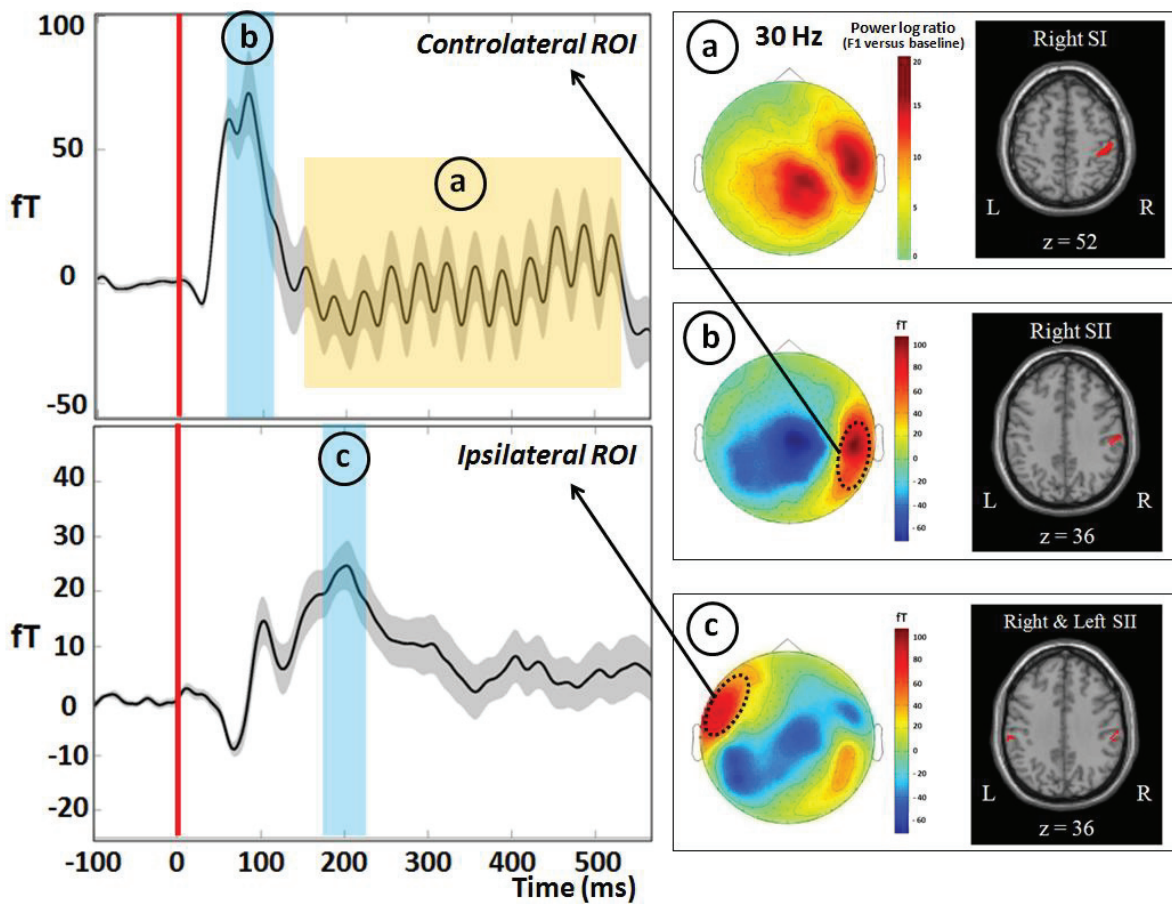 100
50
fT
0
-50
b
Controlateral ROI
a
40
30
20
fT
10
0
-10
-20
c
Ipsilateral ROI
-100
0
100
200
300
400
500
Time (ms)
a
30 Hz
Power log ratio
(F1 versus baseline)
20
15
10
5
0
Right SI
L
R
z = 52
b
fT
100
80
60
40
20
0
- 20
- 40
- 60
Right SII
L
R
z = 36
c
fT
100
80
60
40
20
0
- 20
- 40
- 60
Right & Left SII
L
R
z = 36